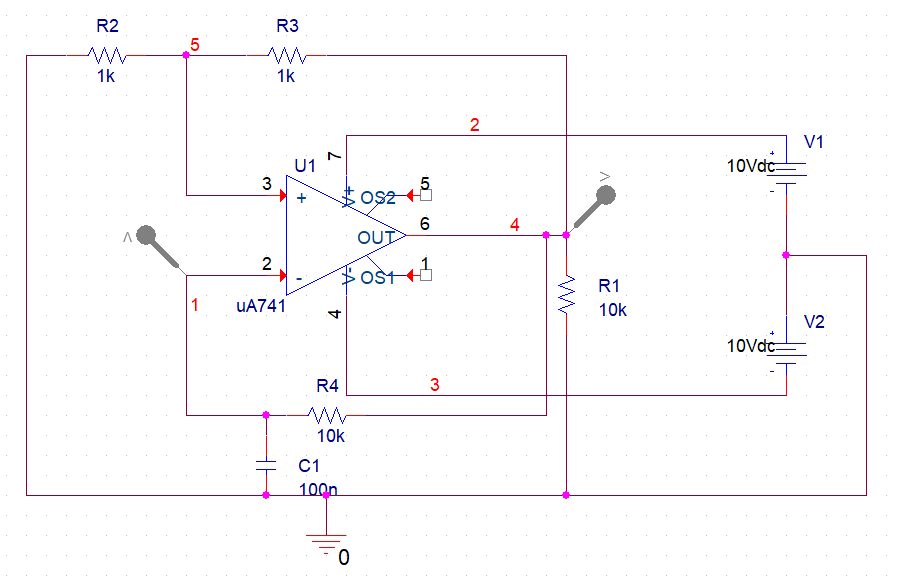 R2
R3
5
1k
1k
2
V1
7
U1
10Vdc
+
-
3
+
V+
OS2
5
>
4
6
OUT
>
2
-
V-
OS1
1
R1
10k
1
uA741
4
V2
10Vdc
+
-
R4
3
10k
C1
100n
0